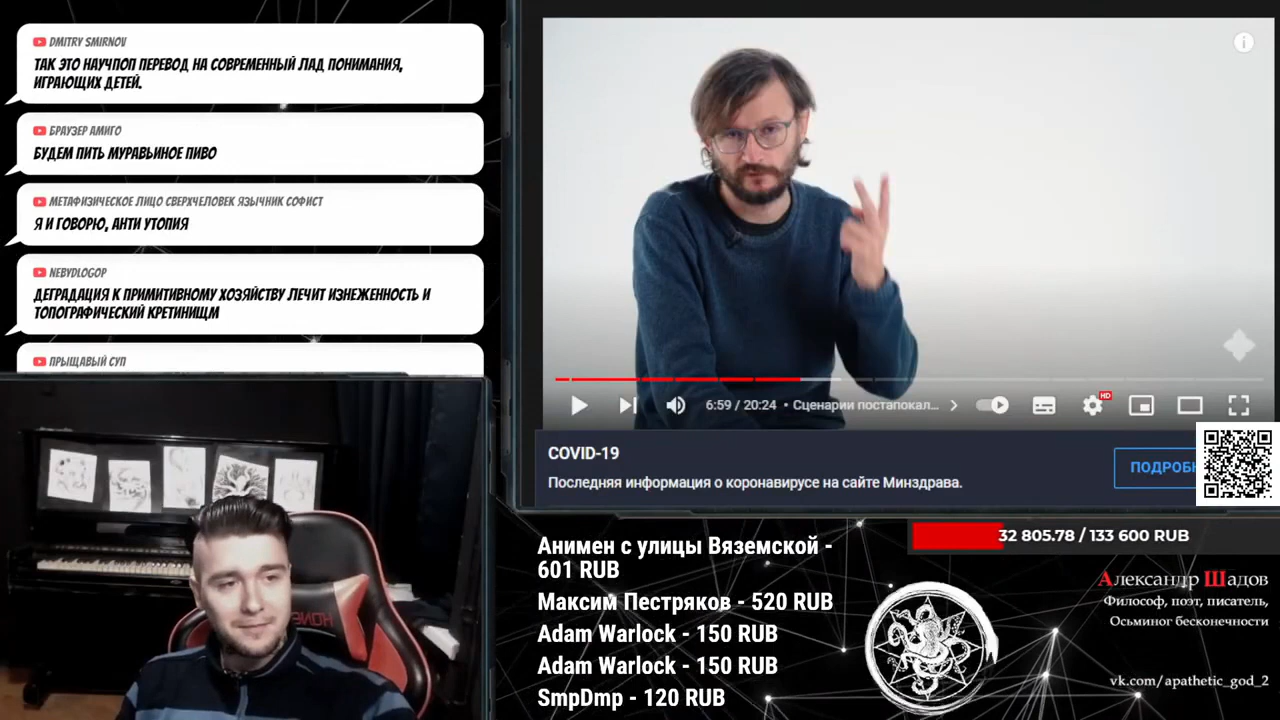 DMITRY SMIRNOV
ТАК ЭТО НАУЧПОП ПЕРЕВОД НА СОВРЕМЕННЫЙ ЛАД ПОНИМАНИЯ,
ИГРАЮЩИХ ДЕТЕЙ.
БРАУЗЕР АМИГО
БУДЕМ ПИТЬ МУРАВЬИНОЕ ПИВО
МЕТАФИЗИЧЕСКОЕ ЛИЦО СВЕРХЧЕЛОВЕК ЯЗЫЧНИК СОФИСТ
Я И ГОВОРЮ, АНТИ УТОПИЯ
NEBYDLOGOP
ДЕГРАДАЦИЯ К ПРИМИТИВНОМУ ХОЗЯЙСТВУ ЛЕЧИТ ИЗНЕЖЕННОСТЬ И
ТОПОГРАФИЧЕСКИЙ КРЕТИНИЩМ
ПРЫЩАВЫЙ СУП
6:59 / 20:24 • Сценарии постапокал...
HD
COVID-19
Последняя информация о коронавирусе на сайте Минздрава.
ПОДРОБН
32 805.78 / 133 600 RUB
Анимен с улицы Вяземской -
601 RUB
Максим Пестряков - 520 RUB
Adam Warlock - 150 RUB
Adam Warlock - 150 RUB
SmpDmp - 120 RUB
Александр Шадов
Философ, поэт, писатель,
Осьминог бесконечности
vk.com/apathetic_god_2